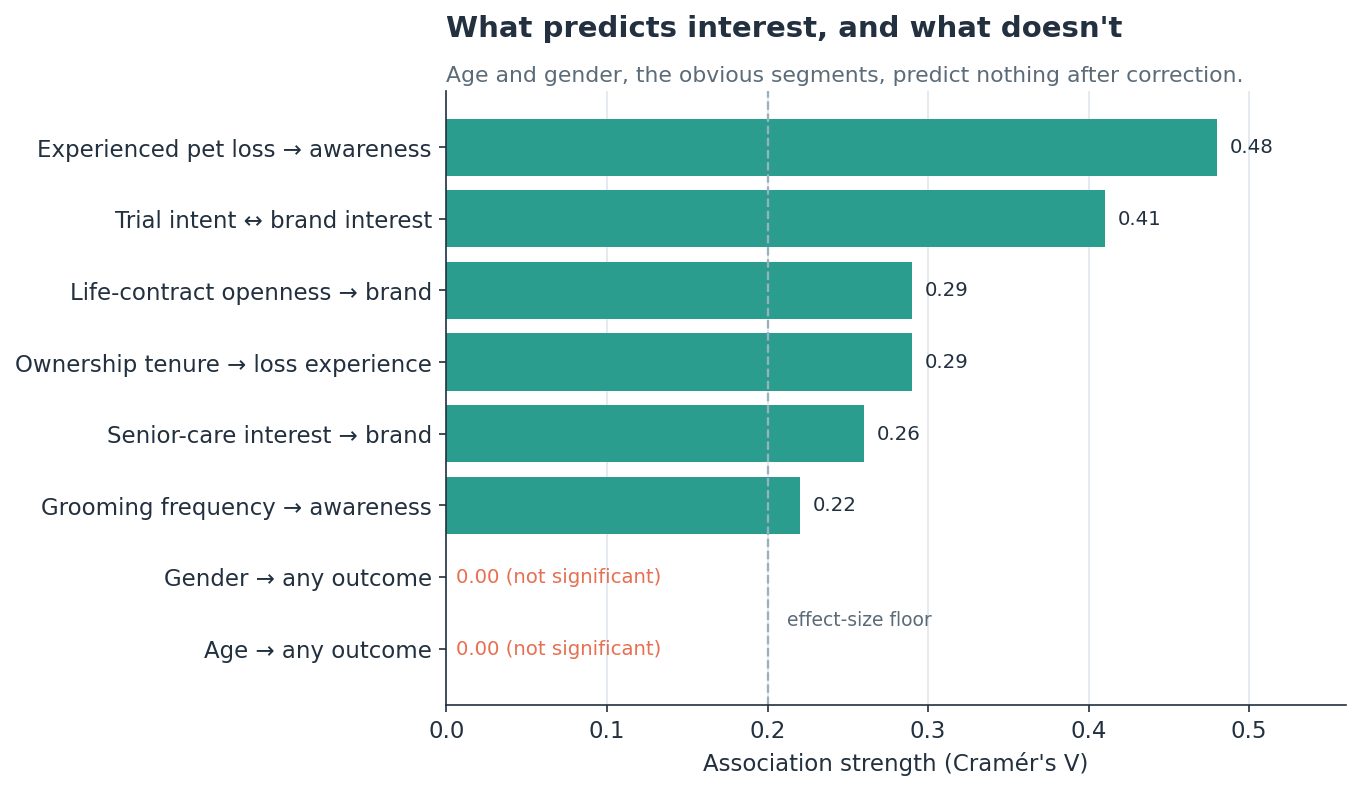 What predicts interest, and what doesn't
Age and gender, the obvious segments, predict nothing after correction.
Experienced pet loss → awareness
0.48
Trial intent ↔ brand interest
0.41
Life-contract openness → brand
0.29
Ownership tenure → loss experience
0.29
Senior-care interest → brand
0.26
Grooming frequency → awareness
0.22
Gender → any outcome
0.00 (not significant)
effect-size floor
Age → any outcome
0.00 (not significant)
0.0 0.1 0.2 0.3 0.4 0.5
Association strength (Cramér's V)